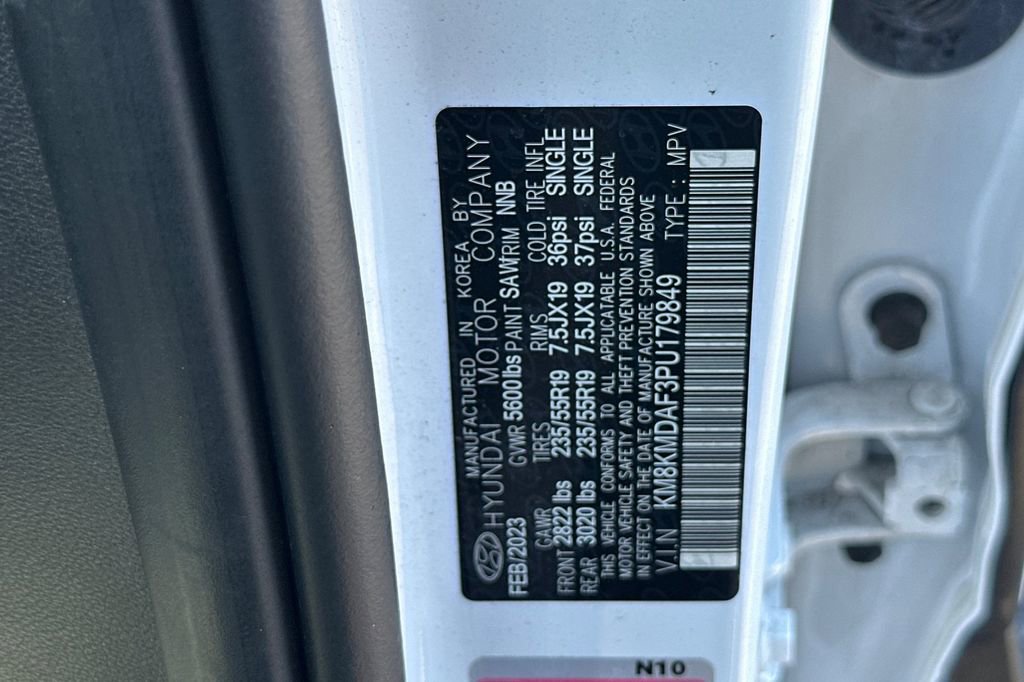 MANUFACTURED IN KOREA BY
HYUNDAI MOTOR COMPANY
FEB/2023 GVWR 5600lbs PAINT SAW TRIM NNB
GAWR TIRES RIMS COLD TIRE INFL
FRONT 2822 lbs 235/55R19 7.5JX19 36psi SINGLE
REAR 3020 lbs 235/55R19 7.5JX19 37psi SINGLE
THIS VEHICLE CONFORMS TO ALL APPLICABLE U.S.A. FEDERAL
MOTOR VEHICLE SAFETY AND THEFT PREVENTION STANDARDS
IN EFFECT ON THE DATE OF MANUFACTURE SHOWN ABOVE
V.I.N KM8KMDAF3PU179849 TYPE : MPV
N10